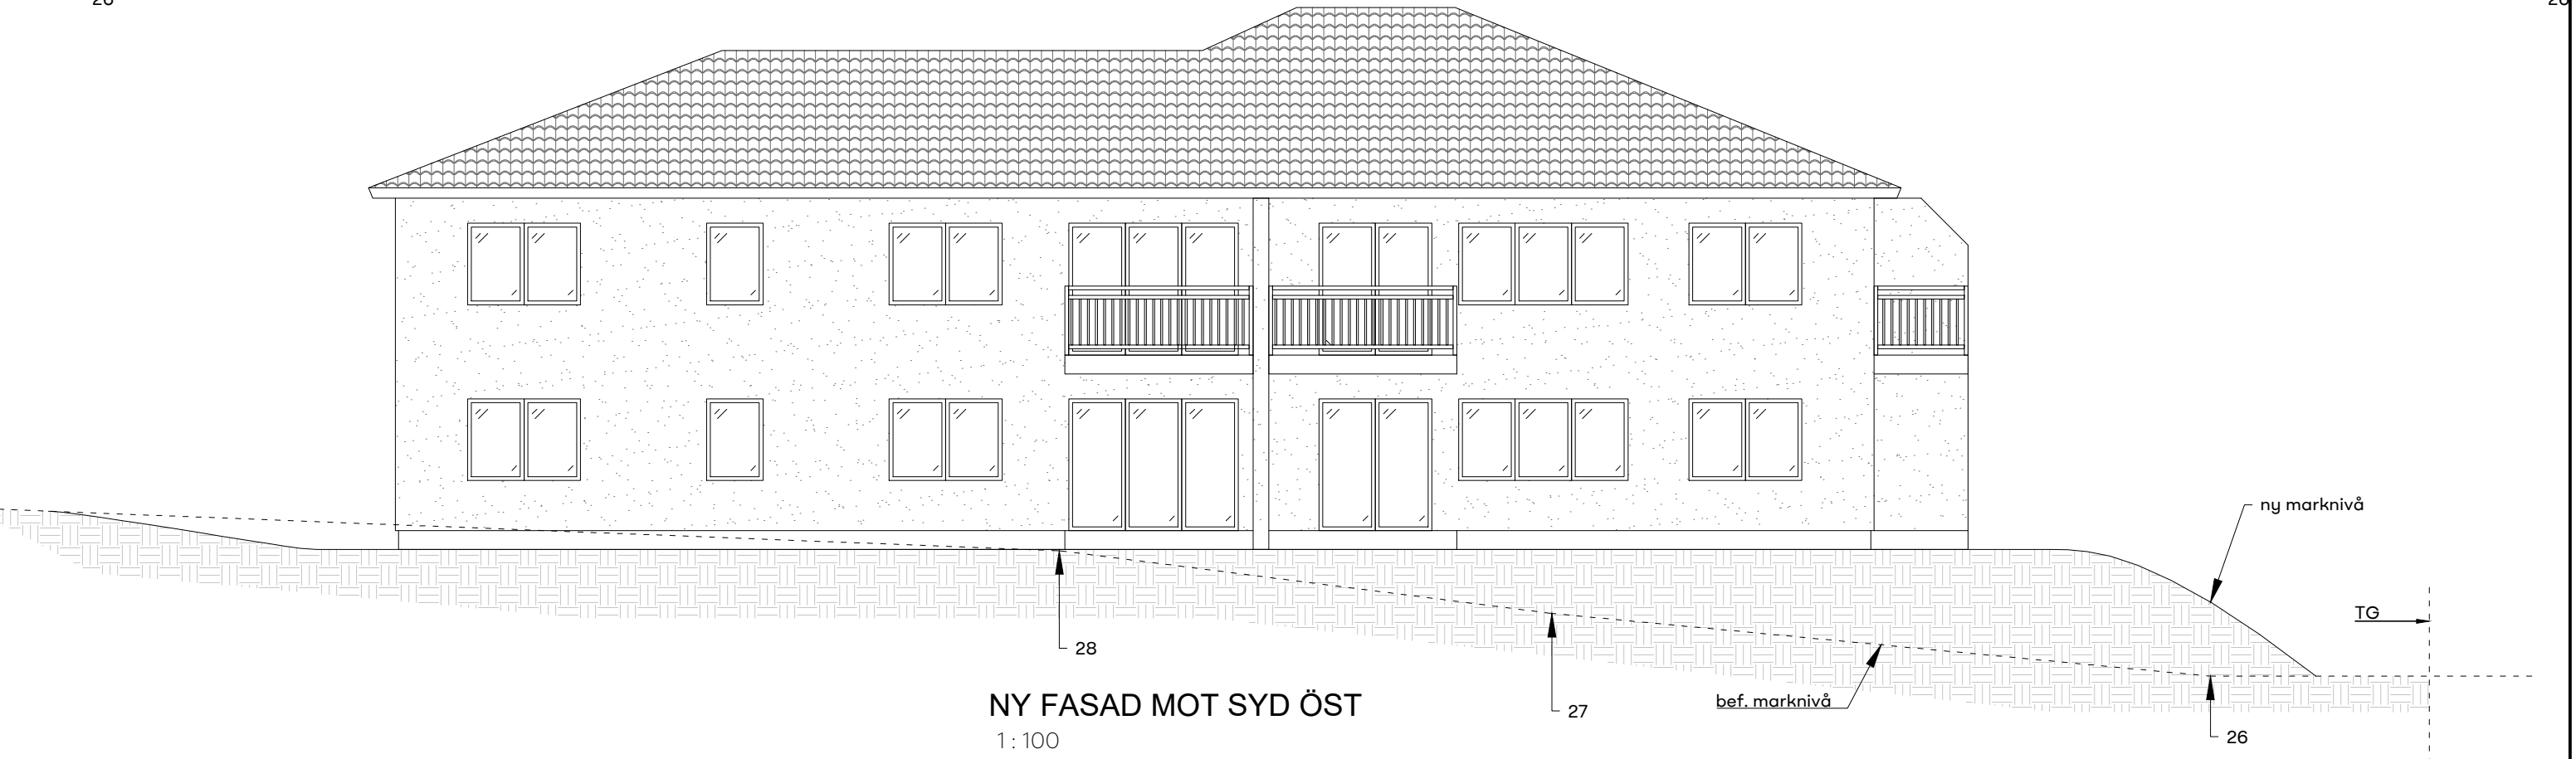 ny marknivå
TG
28
bef. marknivå
27
26
NY FASAD MOT SYD ÖST
1 : 100